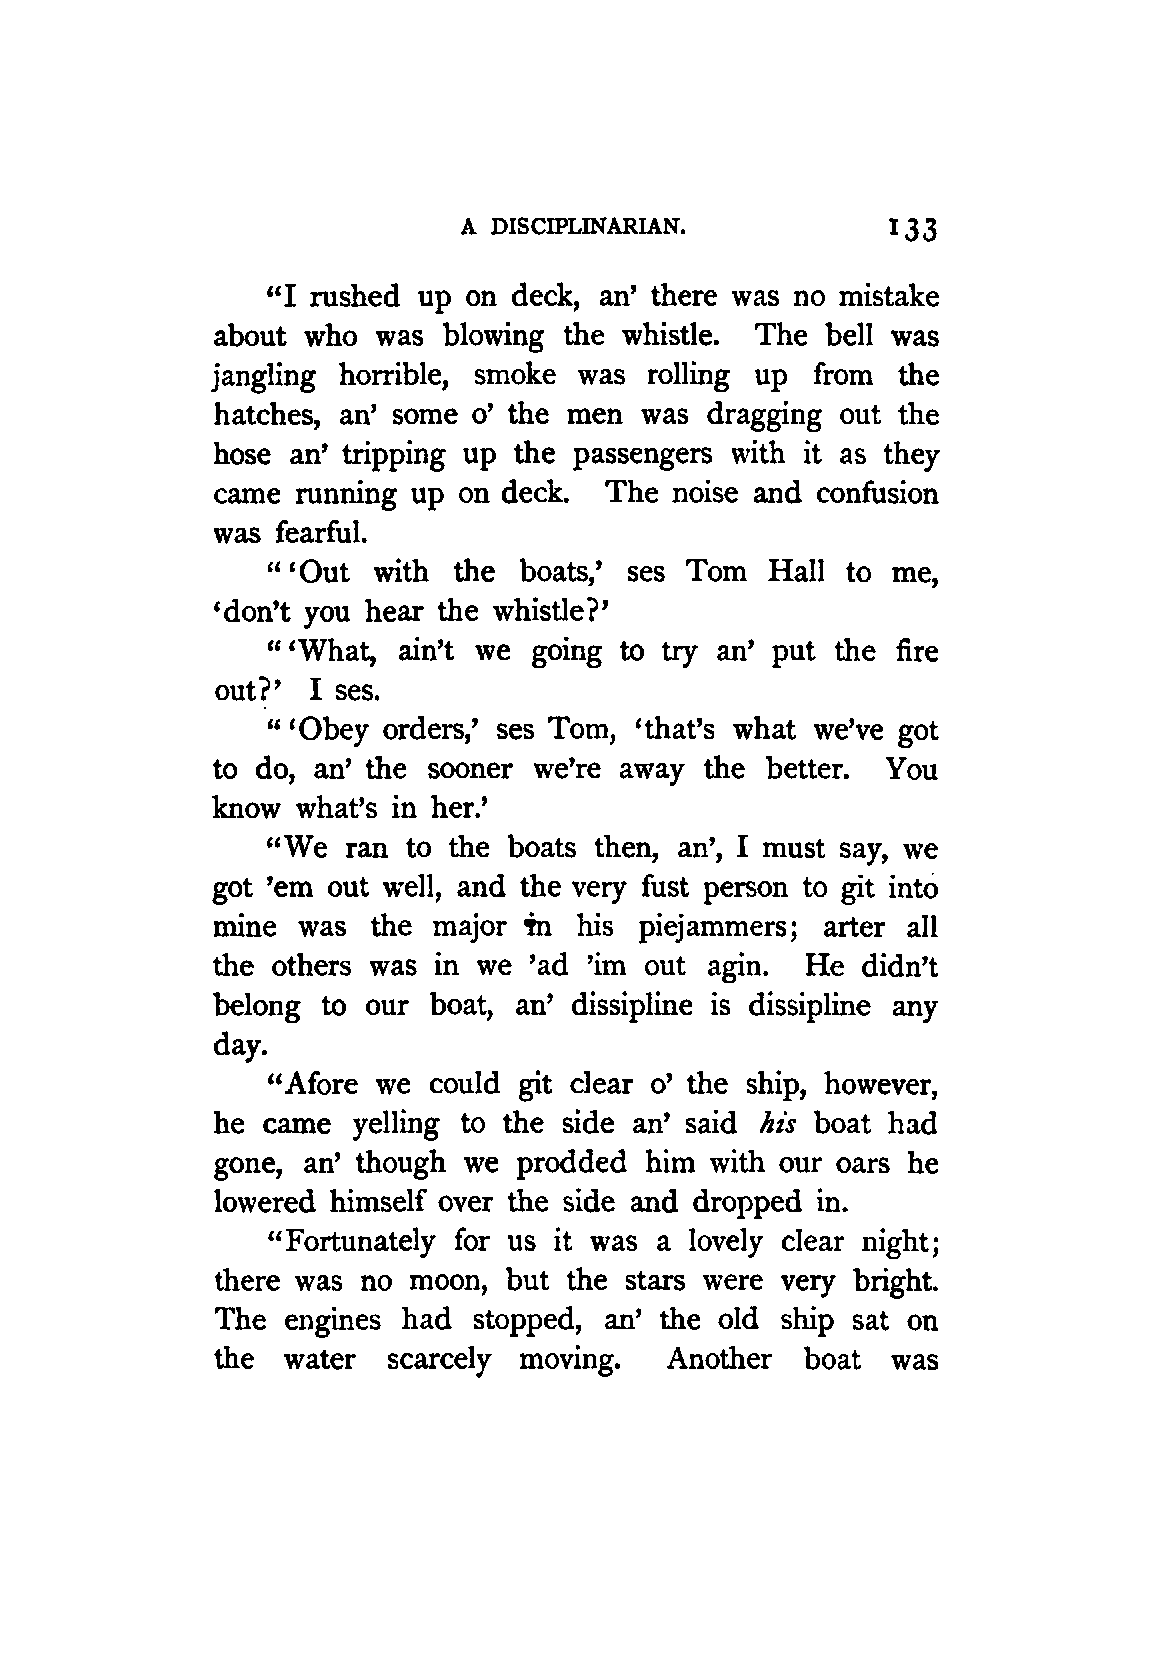 A DISCIPLINARIAN. 133
“I rushed up on deck, an’ there was no mistake
about who was blowing the whistle. The bell was
jangling horrible, smoke was rolling up from the
hatches, an’ some o’ the men was dragging out the
hose an’ tripping up the passengers with it as they
came running up on deck. The noise and confusion
was fearful.
“‘Out with the boats,’ ses Tom Hall to me,
‘don’t you hear the whistle?’
“‘What, ain’t we going to try an’ put the fire
out?’ I ses.
“‘Obey orders,’ ses Tom, ‘that’s what we’ve got
to do, an’ the sooner we’re away the better. You
know what’s in her.’
“We ran to the boats then, an’, I must say, we
got ’em out well, and the very fust person to git into
mine was the major in his piejammers; arter all
the others was in we ’ad ’im out agin. He didn’t
belong to our boat, an’ dissipline is dissipline any
day.
“Afore we could git clear o’ the ship, however,
he came yelling to the side an’ said his boat had
gone, an’ though we prodded him with our oars he
lowered himself over the side and dropped in.
“Fortunately for us it was a lovely clear night;
there was no moon, but the stars were very bright.
The engines had stopped, an’ the old ship sat on
the water scarcely moving. Another boat was